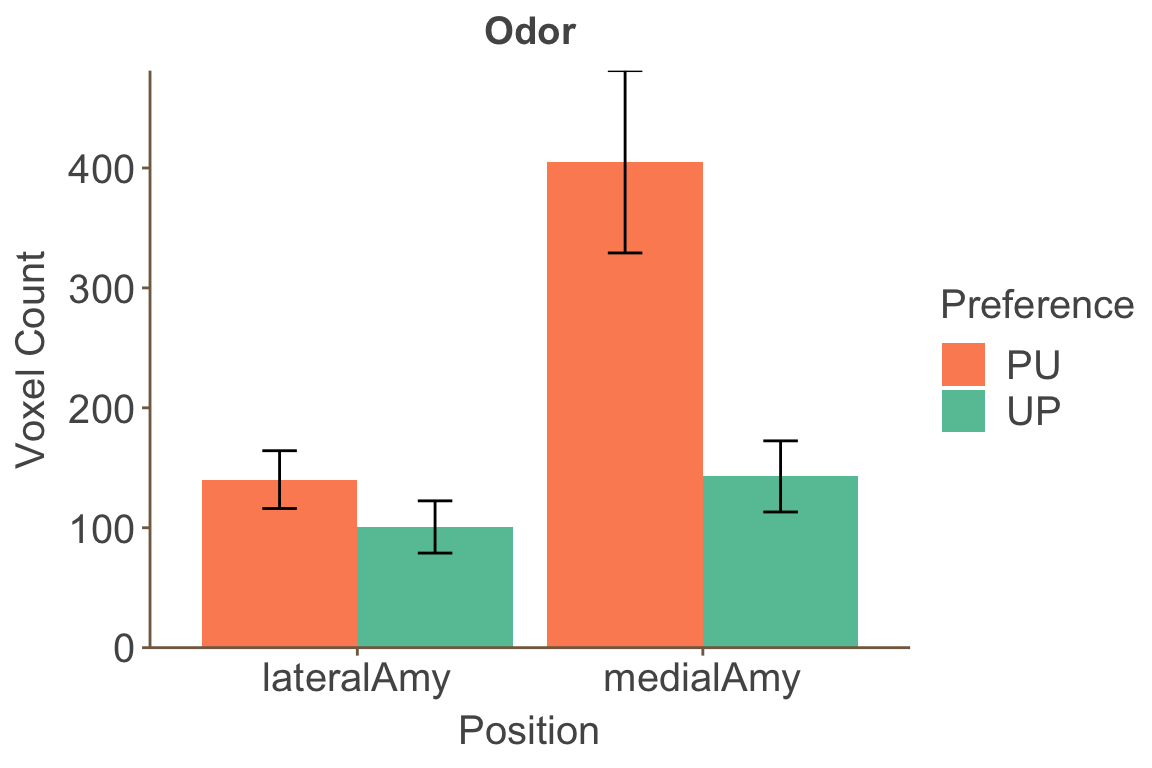 Odor
Voxel Count
400
300
200
100
0
lateralAmy medialAmy
Position
Preference
PU
UP